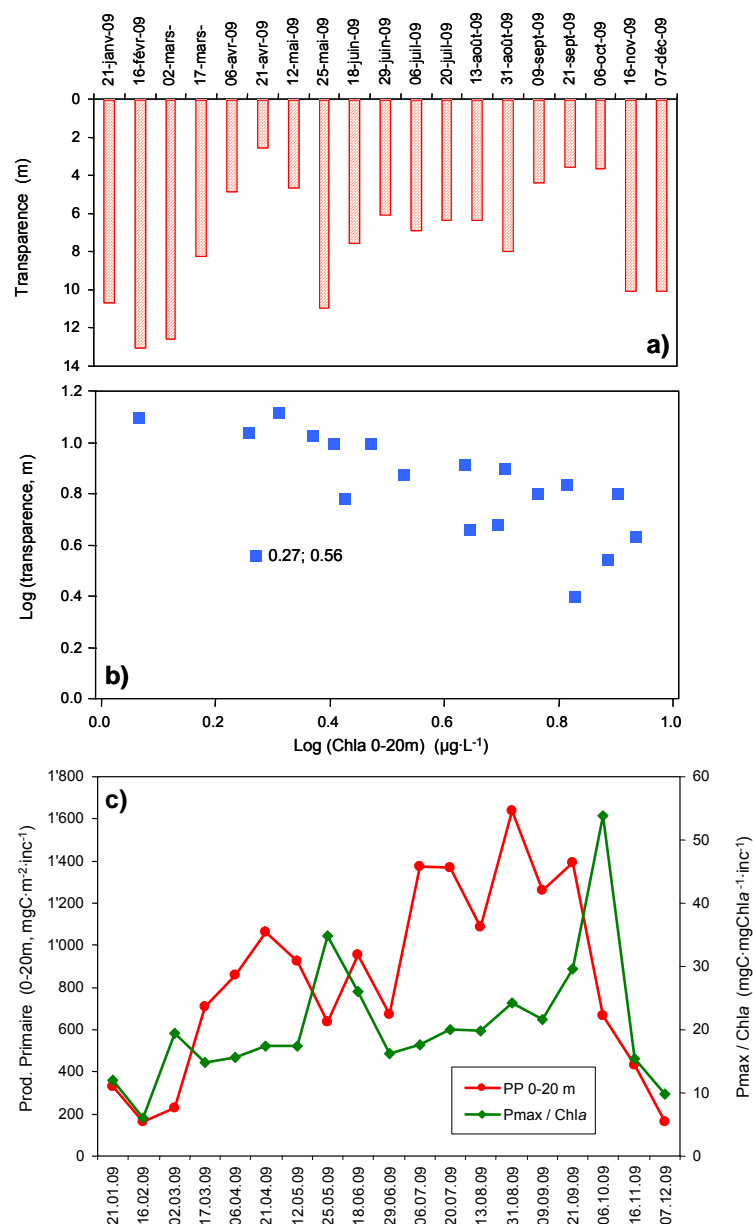 21-janv-09
16-févr-09
02-mars-
17-mars-
06-avr-09
21-avr-09
12-mai-09
25-mai-09
18-juin-09
29-juin-09
06-juil-09
20-juil-09
13-août-09
31-août-09
09-sept-09
21-sept-09
06-oct-09
16-nov-09
07-déc-09
Transparence (m)
0
2
4
6
8
10
12
14
a)
Log (transparence, m)
1.2
1.0
0.8
0.6
0.4
0.2
0.0
0.27; 0.56
b)
0.0 0.2 0.4 0.6 0.8 1.0
Log (Chla 0-20m) (µg·L⁻¹)
c)
Prod. Primaire (0-20m, mgC·m⁻²·inc⁻¹)
1'800
1'600
1'400
1'200
1'000
800
600
400
200
0
60
50
40
30
20
10
0
Pmax / Chla (mgC·mgChla⁻¹·inc⁻¹)
PP 0-20 m
Pmax / Chla
21.01.09
16.02.09
02.3.09
17.03.09
06.4.09
21.04.09
12.05.09
25.05.09
18.06.09
29.6.09
06.07.09
20.07.09
13.8.09
31.08.09
09.9.09
21.09.09
06.10.09
16.11.09
07.12.09